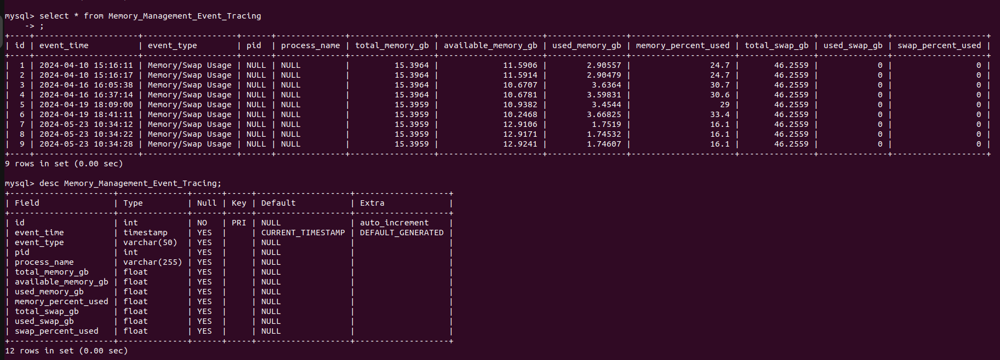 mysql> select * from Memory_Management_Event_Tracing
    -> ;
+----+---------------------+-------------------+------+--------------+-----------------+---------------------+----------------+---------------------+---------------+--------------+-------------------+
| id | event_time          | event_type        | pid  | process_name | total_memory_gb | available_memory_gb | used_memory_gb | memory_percent_used | total_swap_gb | used_swap_gb | swap_percent_used |
+----+---------------------+-------------------+------+--------------+-----------------+---------------------+----------------+---------------------+---------------+--------------+-------------------+
|  1 | 2024-04-10 15:16:11 | Memory/Swap Usage | NULL | NULL         |         15.3964 |             11.5906 |        2.90557 |                24.7 |       46.2559 |            0 |                 0 |
|  2 | 2024-04-10 15:16:17 | Memory/Swap Usage | NULL | NULL         |         15.3964 |             11.5914 |        2.90479 |                24.7 |       46.2559 |            0 |                 0 |
|  3 | 2024-04-16 16:05:38 | Memory/Swap Usage | NULL | NULL         |         15.3964 |             10.6707 |         3.6364 |                30.7 |       46.2559 |            0 |                 0 |
|  4 | 2024-04-16 16:37:14 | Memory/Swap Usage | NULL | NULL         |         15.3964 |             10.6781 |        3.59831 |                30.6 |       46.2559 |            0 |                 0 |
|  5 | 2024-04-19 18:09:00 | Memory/Swap Usage | NULL | NULL         |         15.3959 |             10.9382 |         3.4544 |                  29 |       46.2559 |            0 |                 0 |
|  6 | 2024-04-19 18:41:11 | Memory/Swap Usage | NULL | NULL         |         15.3959 |             10.2468 |        3.66825 |                33.4 |       46.2559 |            0 |                 0 |
|  7 | 2024-05-23 10:34:12 | Memory/Swap Usage | NULL | NULL         |         15.3959 |             12.9106 |         1.7519 |                16.1 |       46.2559 |            0 |                 0 |
|  8 | 2024-05-23 10:34:22 | Memory/Swap Usage | NULL | NULL         |         15.3959 |             12.9171 |        1.74532 |                16.1 |       46.2559 |            0 |                 0 |
|  9 | 2024-05-23 10:34:28 | Memory/Swap Usage | NULL | NULL         |         15.3959 |             12.9241 |        1.74607 |                16.1 |       46.2559 |            0 |                 0 |
+----+---------------------+-------------------+------+--------------+-----------------+---------------------+----------------+---------------------+---------------+--------------+-------------------+
9 rows in set (0.00 sec)
mysql> desc Memory_Management_Event_Tracing;
+---------------------+--------------+------+-----+-------------------+-------------------+
| Field               | Type         | Null | Key | Default           | Extra             |
+---------------------+--------------+------+-----+-------------------+-------------------+
| id                  | int          | NO   | PRI | NULL              | auto_increment    |
| event_time          | timestamp    | YES  |     | CURRENT_TIMESTAMP | DEFAULT_GENERATED |
| event_type          | varchar(50)  | YES  |     | NULL              |                   |
| pid                 | int          | YES  |     | NULL              |                   |
| process_name        | varchar(255) | YES  |     | NULL              |                   |
| total_memory_gb     | float        | YES  |     | NULL              |                   |
| available_memory_gb | float        | YES  |     | NULL              |                   |
| used_memory_gb      | float        | YES  |     | NULL              |                   |
| memory_percent_used | float        | YES  |     | NULL              |                   |
| total_swap_gb       | float        | YES  |     | NULL              |                   |
| used_swap_gb        | float        | YES  |     | NULL              |                   |
| swap_percent_used   | float        | YES  |     | NULL              |                   |
+---------------------+--------------+------+-----+-------------------+-------------------+
12 rows in set (0.00 sec)